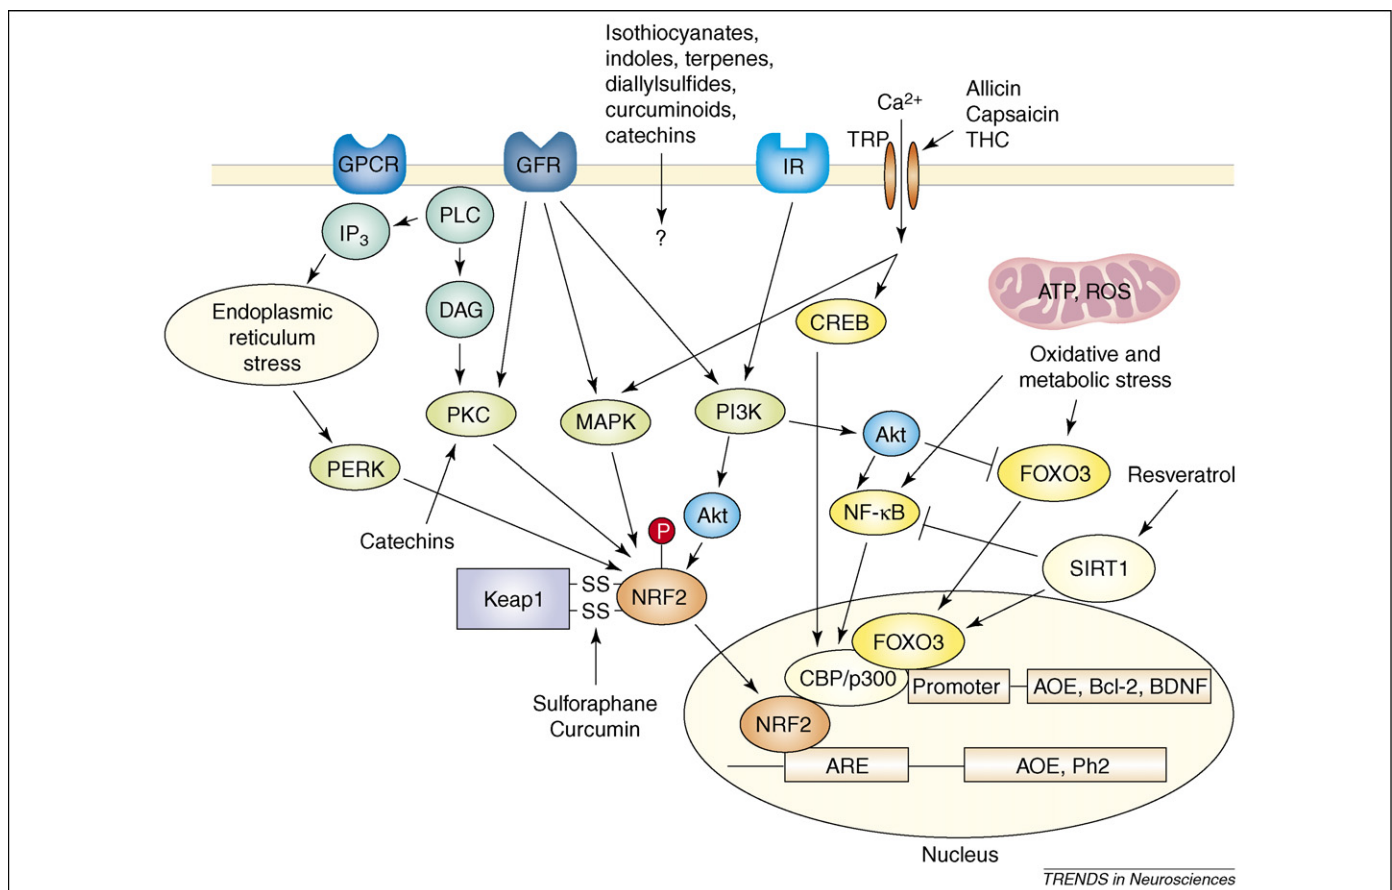 Isothiocyanates,
indoles, terpenes,
diallylsulfides,
curcuminoids,
catechins
Ca2+
Allicin
Capsaicin
THC
TRP
GPCR
GFR
IR
IP3
PLC
?
Endoplasmic
reticulum
stress
DAG
CREB
ATP, ROS
Oxidative and
metabolic stress
PKC
MAPK
PI3K
Akt
PERK
FOXO3
Resveratrol
NF-κB
Akt
P
Catechins
SIRT1
Keap1
SS
SS
NRF2
FOXO3
CBP/p300
Promoter
AOE, Bcl-2, BDNF
Sulforaphane
Curcumin
NRF2
ARE
AOE, Ph2
Nucleus
TRENDS in Neurosciences